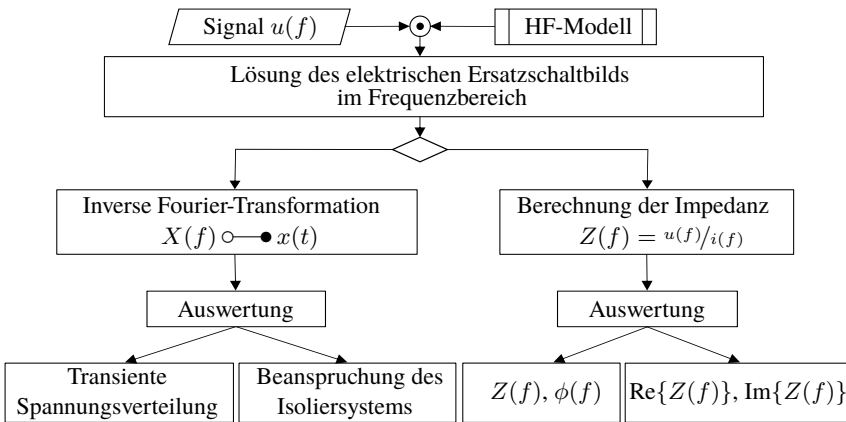 Signal u(f)
HF-Modell
Lösung des elektrischen Ersatzschaltbilds
im Frequenzbereich
Inverse Fourier-Transformation
X(f) ○—● x(t)
Berechnung der Impedanz
Z(f) = u(f)/i(f)
Auswertung
Auswertung
Transiente
Spannungsverteilung
Beanspruchung des
Isoliersystems
Z(f), ϕ(f)
Re{Z(f)}, Im{Z(f)}